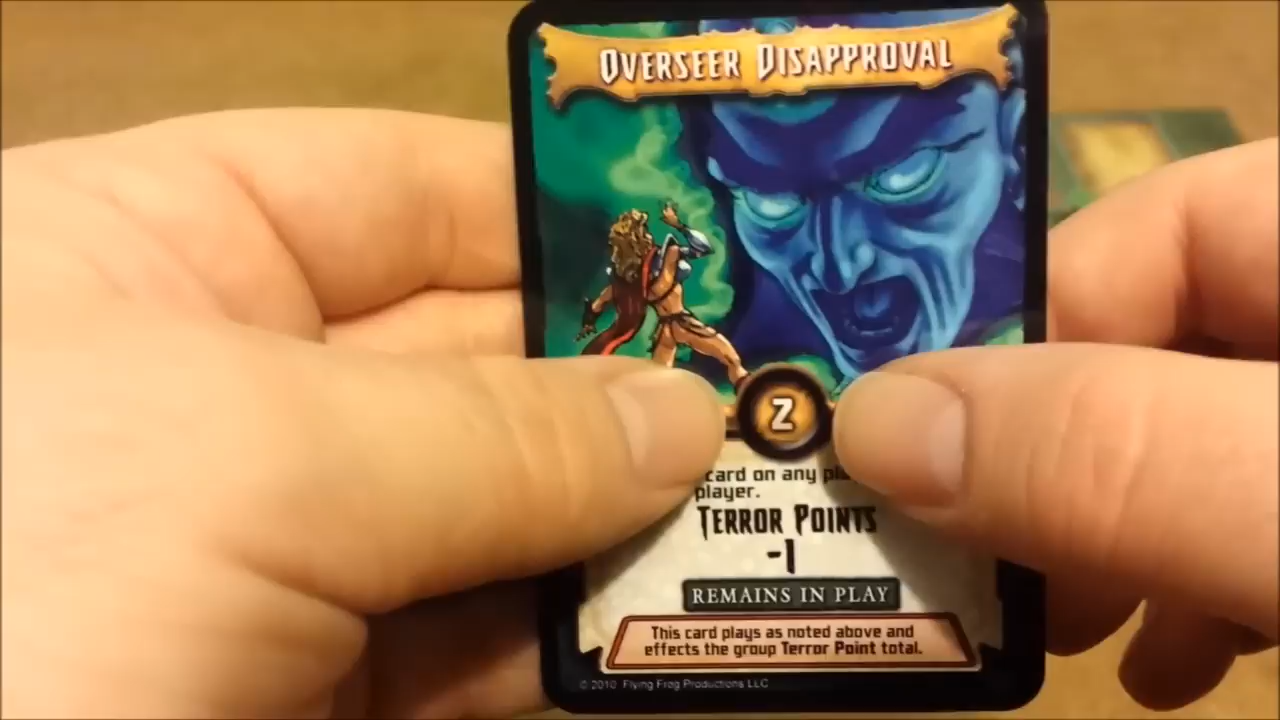 OVERSEER DISAPPROVAL
Z
card on any
player.
TERROR POINTS
-1
REMAINS IN PLAY
This card plays as noted above and
effects the group Terror Point total.
© 2010 Flying Frog Productions LLC